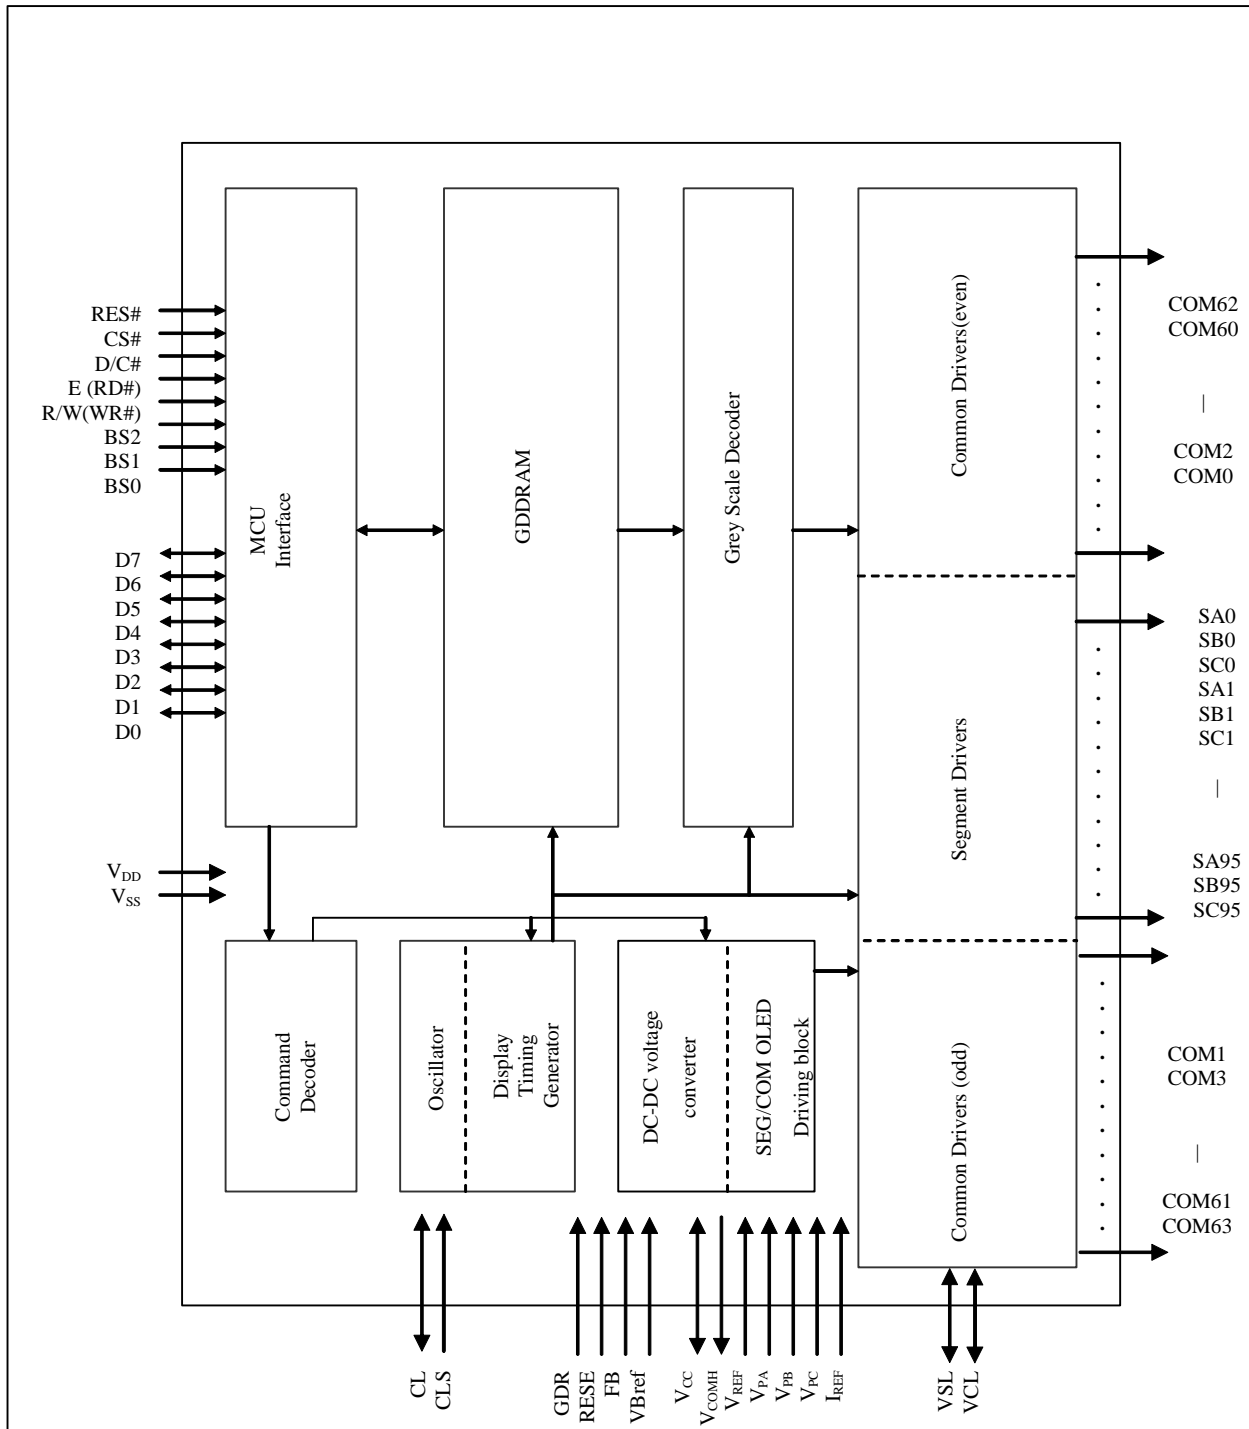 RES#
CS#
D/C#
E (RD#)
R/W(WR#)
BS2
BS1
BS0
D7
D6
D5
D4
D3
D2
D1
D0
VDD
VSS
MCU
Interface
GDDRAM
Grey Scale Decoder
Common Drivers(even)
Segment Drivers
Common Drivers (odd)
Command
Decoder
Oscillator
Display
Timing
Generator
DC-DC voltage
converter
SEG/COM OLED
Driving block
COM62
COM60
|
COM2
COM0
SA0
SB0
SC0
SA1
SB1
SC1
|
SA95
SB95
SC95
COM1
COM3
|
COM61
COM63
CL
CLS
GDR
RESE
FB
VBref
VCC
VCOMH
VREF
VPA
VPB
VPC
IREF
VSL
VCL